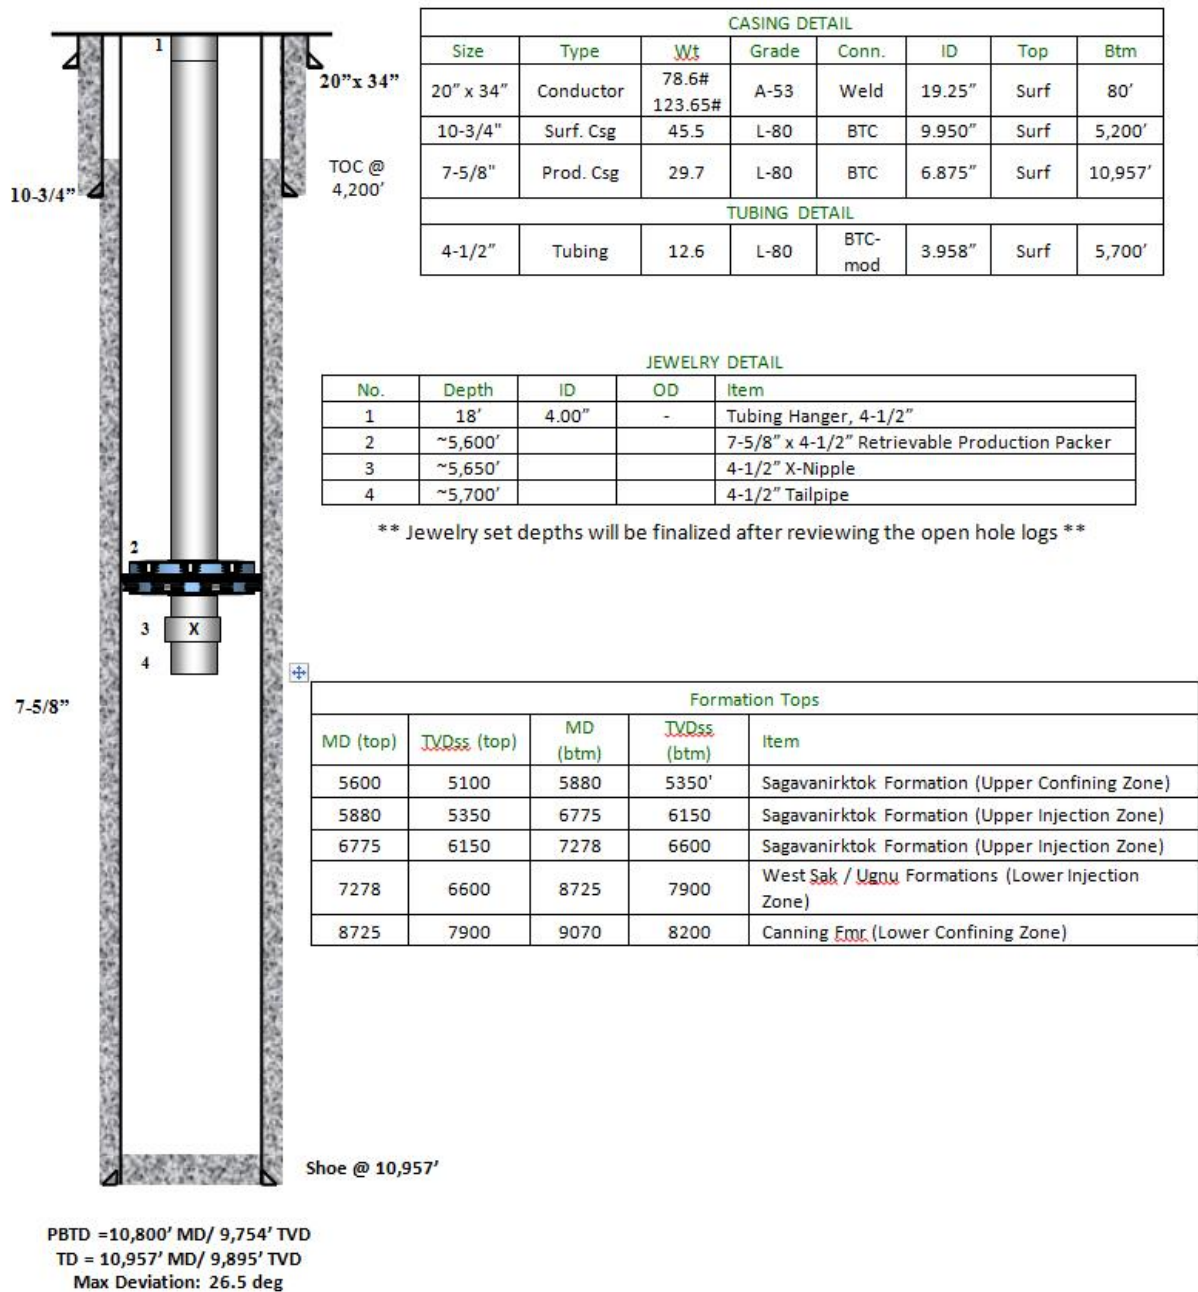 1
20”x 34”
TOC @
4,200’
10-3/4”
2
3 X
4
7-5/8”
Shoe @ 10,957’
PBTD =10,800’ MD/ 9,754’ TVD
TD = 10,957’ MD/ 9,895’ TVD
Max Deviation: 26.5 deg
CASING DETAIL
Size Type Wt Grade Conn. ID Top Btm
20” x 34” Conductor 78.6# 123.65# A-53 Weld 19.25” Surf 80’
10-3/4" Surf. Csg 45.5 L-80 BTC 9.950” Surf 5,200’
7-5/8" Prod. Csg 29.7 L-80 BTC 6.875” Surf 10,957’
TUBING DETAIL
4-1/2” Tubing 12.6 L-80 BTC-mod 3.958” Surf 5,700’
JEWELRY DETAIL
No. Depth ID OD Item
1 18’ 4.00” - Tubing Hanger, 4-1/2”
2 ~5,600’ 7-5/8” x 4-1/2” Retrievable Production Packer
3 ~5,650’ 4-1/2” X-Nipple
4 ~5,700’ 4-1/2” Tailpipe
** Jewelry set depths will be finalized after reviewing the open hole logs **
Formation Tops
MD (top) TVDss (top) MD (btm) TVDss (btm) Item
5600 5100 5880 5350' Sagavanirktok Formation (Upper Confining Zone)
5880 5350 6775 6150 Sagavanirktok Formation (Upper Injection Zone)
6775 6150 7278 6600 Sagavanirktok Formation (Upper Injection Zone)
7278 6600 8725 7900 West Sak / Ugnu Formations (Lower Injection Zone)
8725 7900 9070 8200 Canning Fmr (Lower Confining Zone)